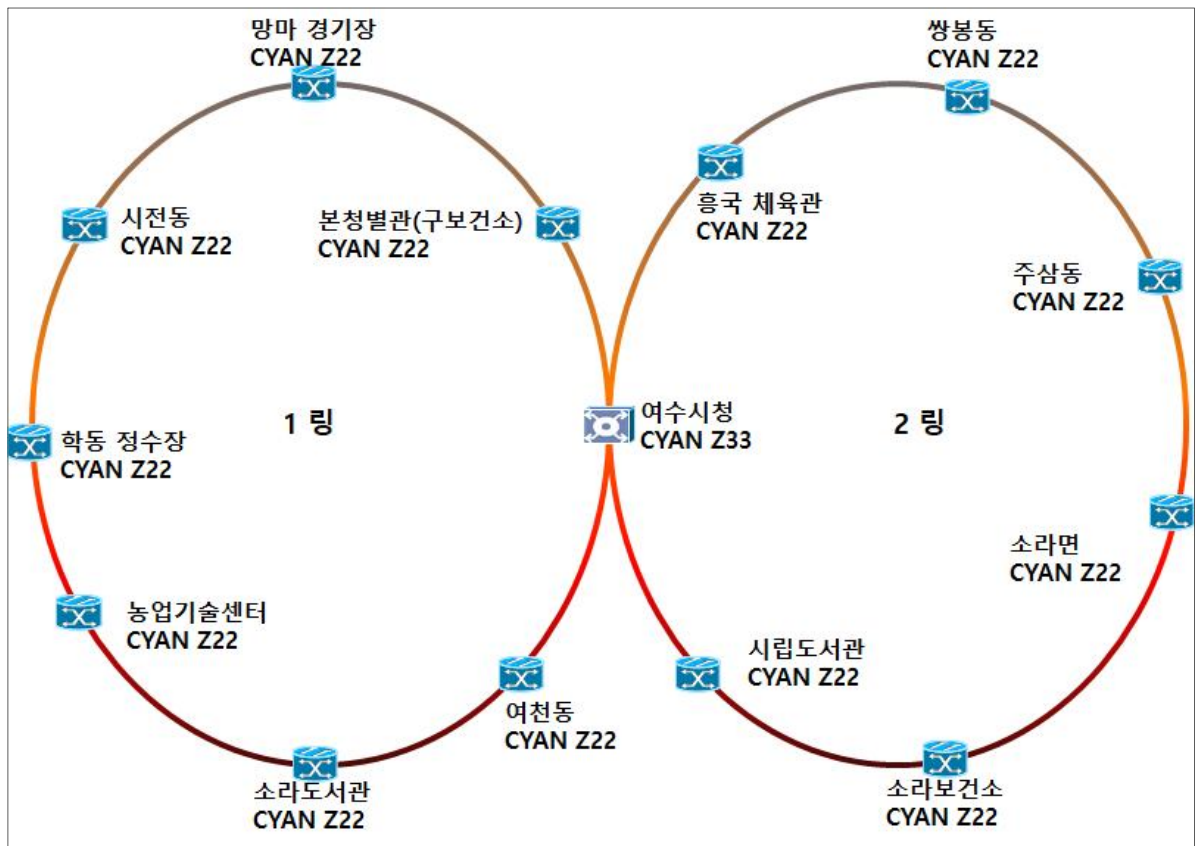 망마 경기장
CYAN Z22
쌍봉동
CYAN Z22
시전동
CYAN Z22
본청별관(구보건소)
CYAN Z22
흥국 체육관
CYAN Z22
주삼동
CYAN Z22
1 링
여수시청
CYAN Z33
2 링
학동 정수장
CYAN Z22
소라면
CYAN Z22
농업기술센터
CYAN Z22
여천동
CYAN Z22
시립도서관
CYAN Z22
소라도서관
CYAN Z22
소라보건소
CYAN Z22